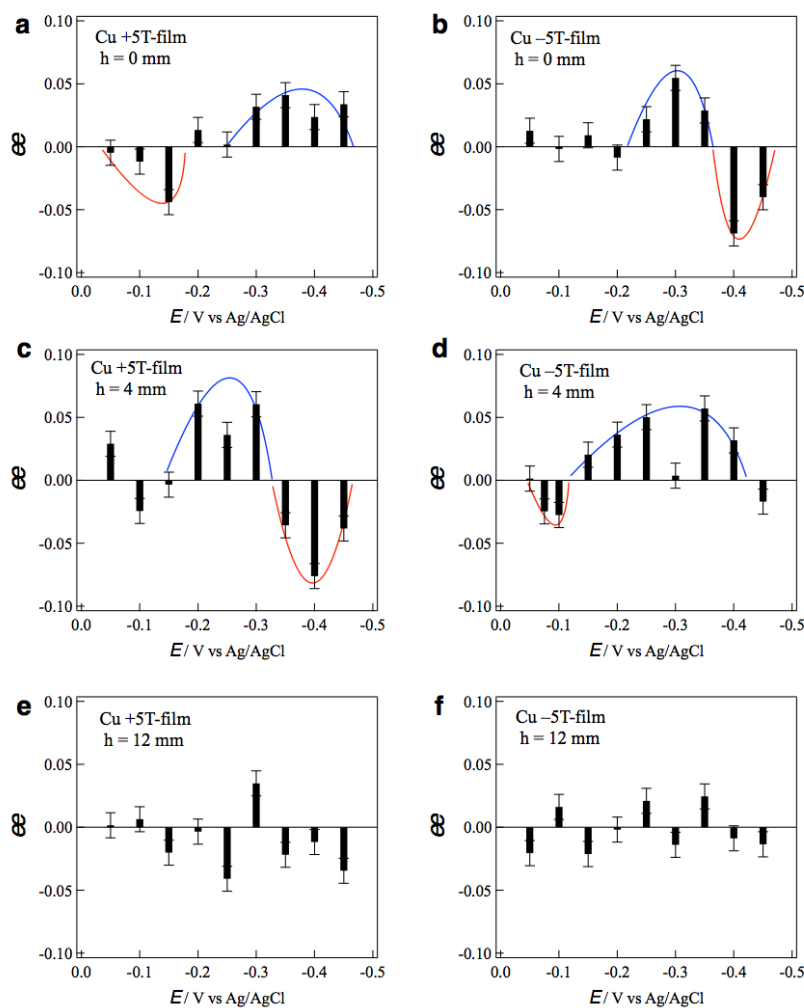 a
Cu +5T-film
h = 0 mm
ee
0.10
0.05
0.00
-0.05
-0.10
0.0 -0.1 -0.2 -0.3 -0.4 -0.5
E / V vs Ag/AgCl
b
Cu –5T-film
h = 0 mm
ee
0.10
0.05
0.00
-0.05
-0.10
0.0 -0.1 -0.2 -0.3 -0.4 -0.5
E / V vs Ag/AgCl
c
Cu +5T-film
h = 4 mm
ee
0.10
0.05
0.00
-0.05
-0.10
0.0 -0.1 -0.2 -0.3 -0.4 -0.5
E / V vs Ag/AgCl
d
Cu –5T-film
h = 4 mm
ee
0.10
0.05
0.00
-0.05
-0.10
0.0 -0.1 -0.2 -0.3 -0.4 -0.5
E / V vs Ag/AgCl
e
Cu +5T-film
h = 12 mm
ee
0.10
0.05
0.00
-0.05
-0.10
0.0 -0.1 -0.2 -0.3 -0.4 -0.5
E / V vs Ag/AgCl
f
Cu –5T-film
h = 12 mm
ee
0.10
0.05
0.00
-0.05
-0.10
0.0 -0.1 -0.2 -0.3 -0.4 -0.5
E / V vs Ag/AgCl